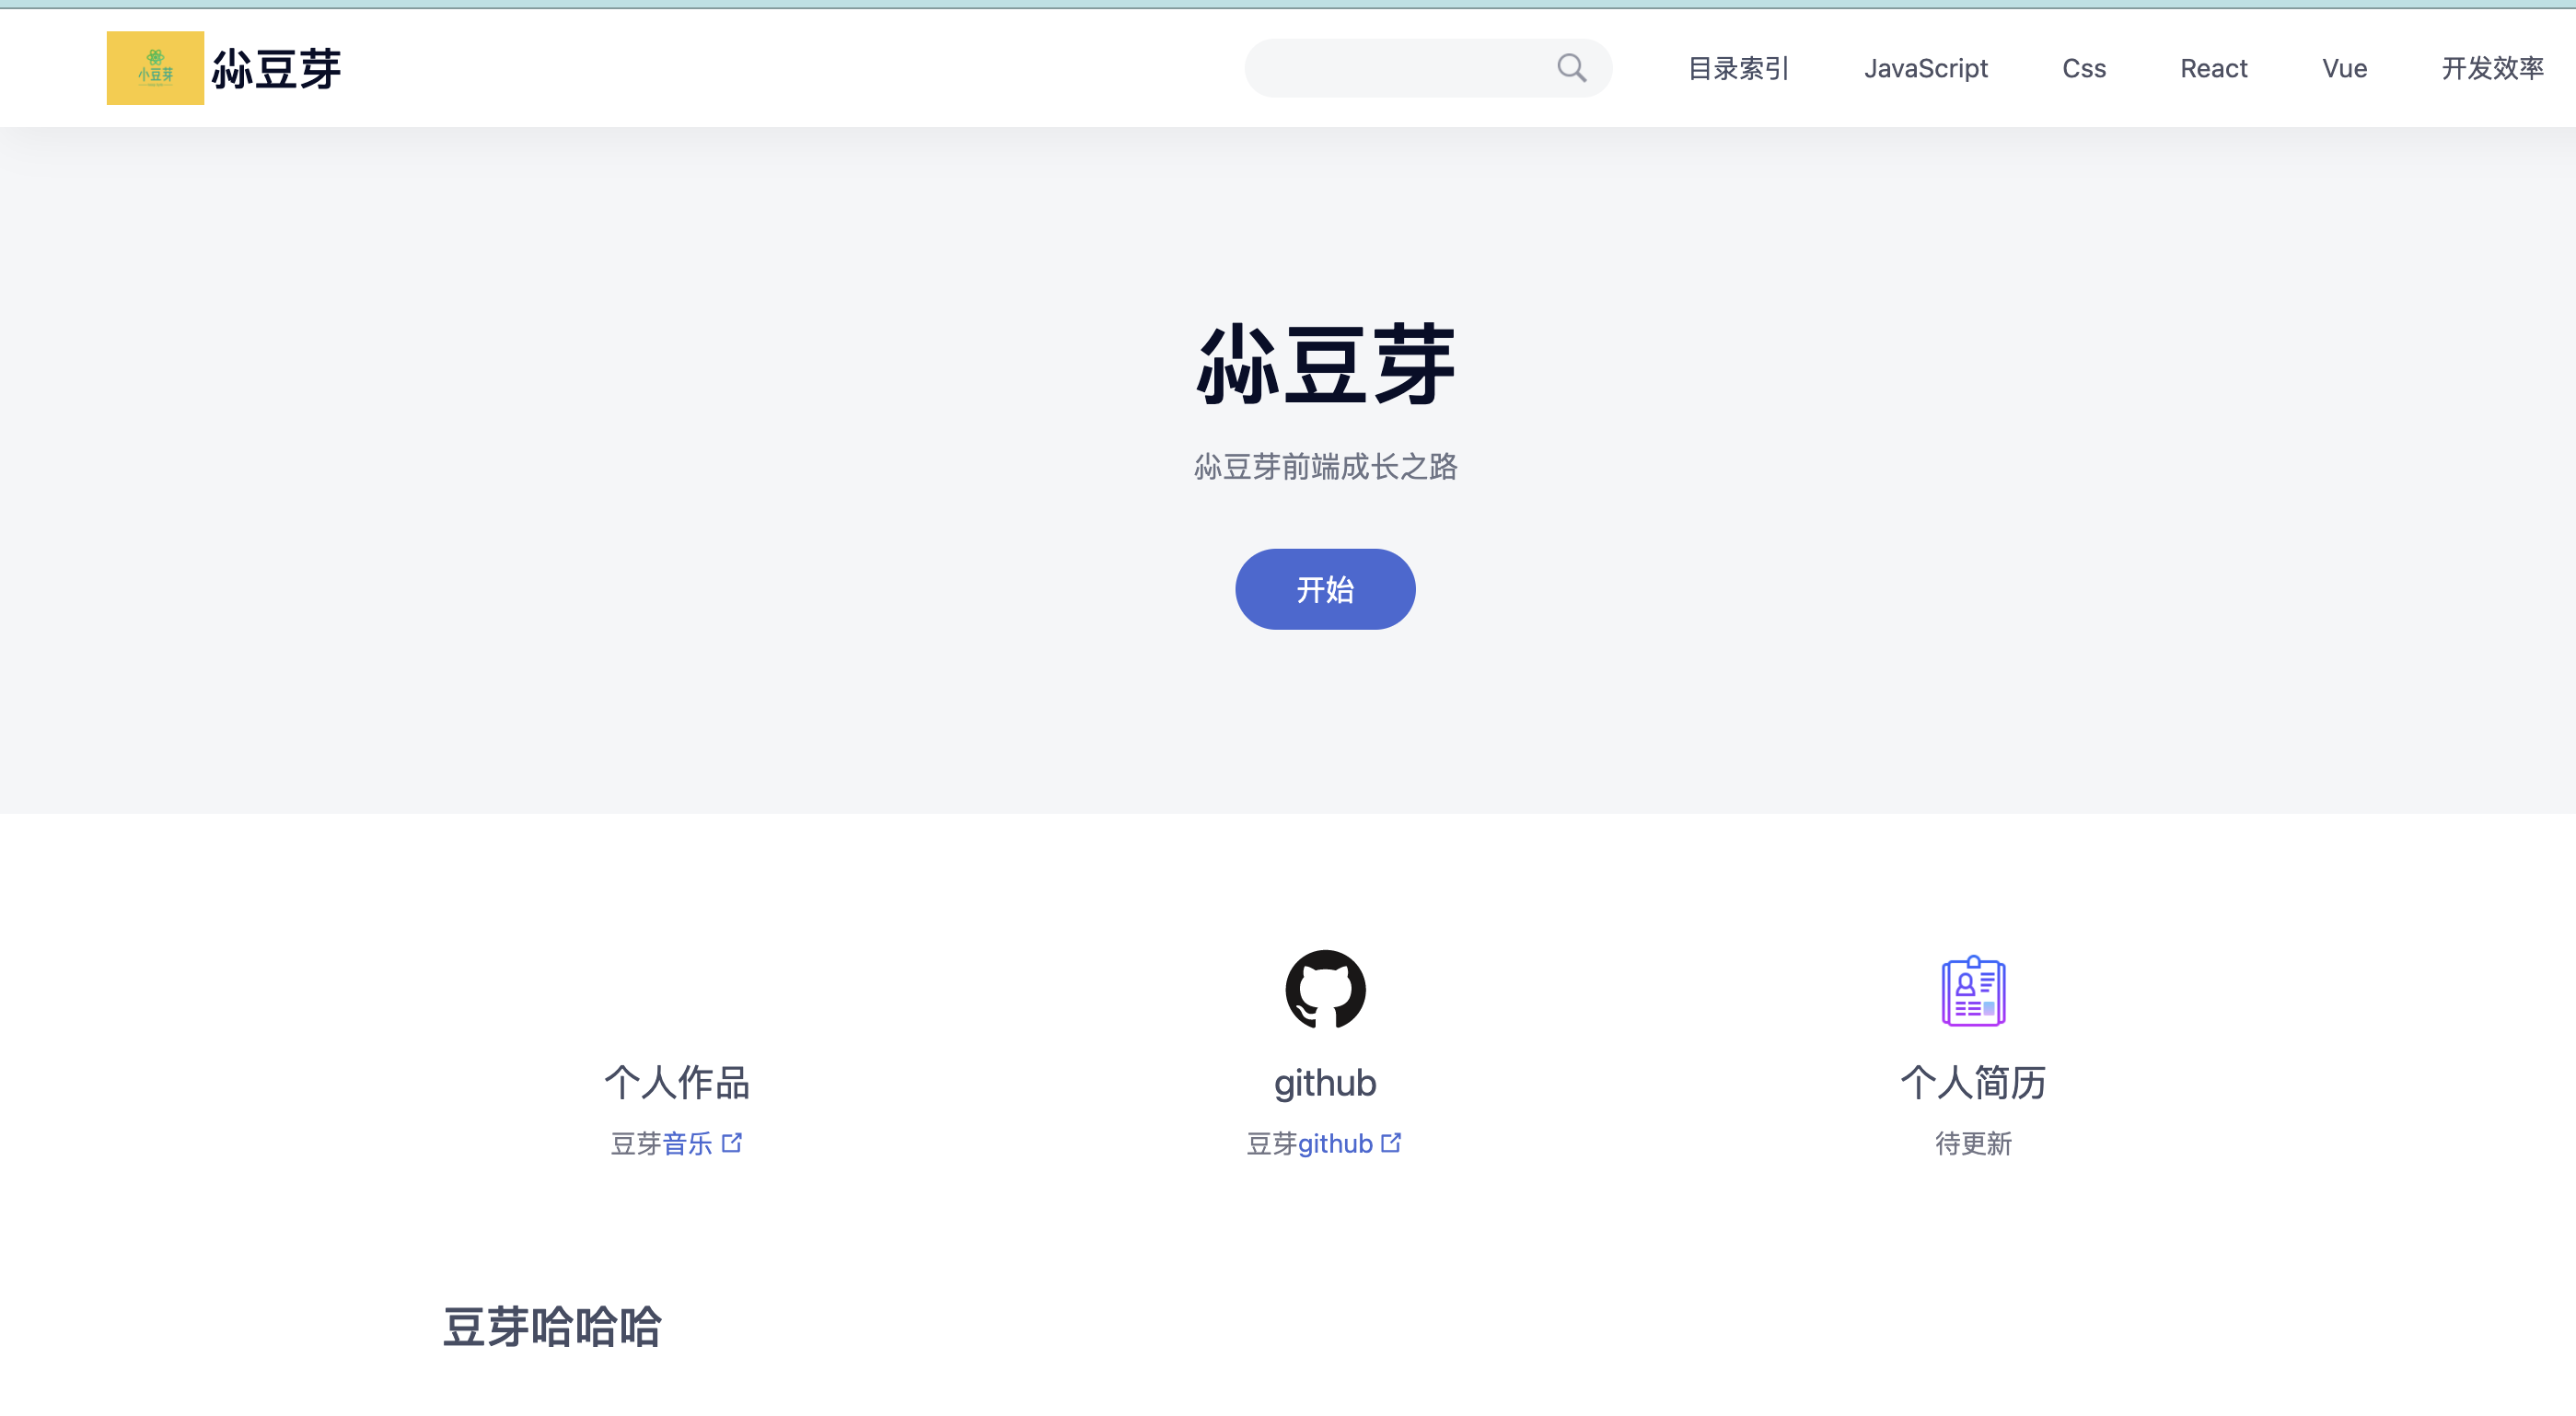 小豆芽
尛豆芽
目录索引
JavaScript
Css
React
Vue
开发效率
尛豆芽
尛豆芽前端成长之路
开始
个人作品
豆芽音乐
github
豆芽github
个人简历
待更新
豆芽哈哈哈